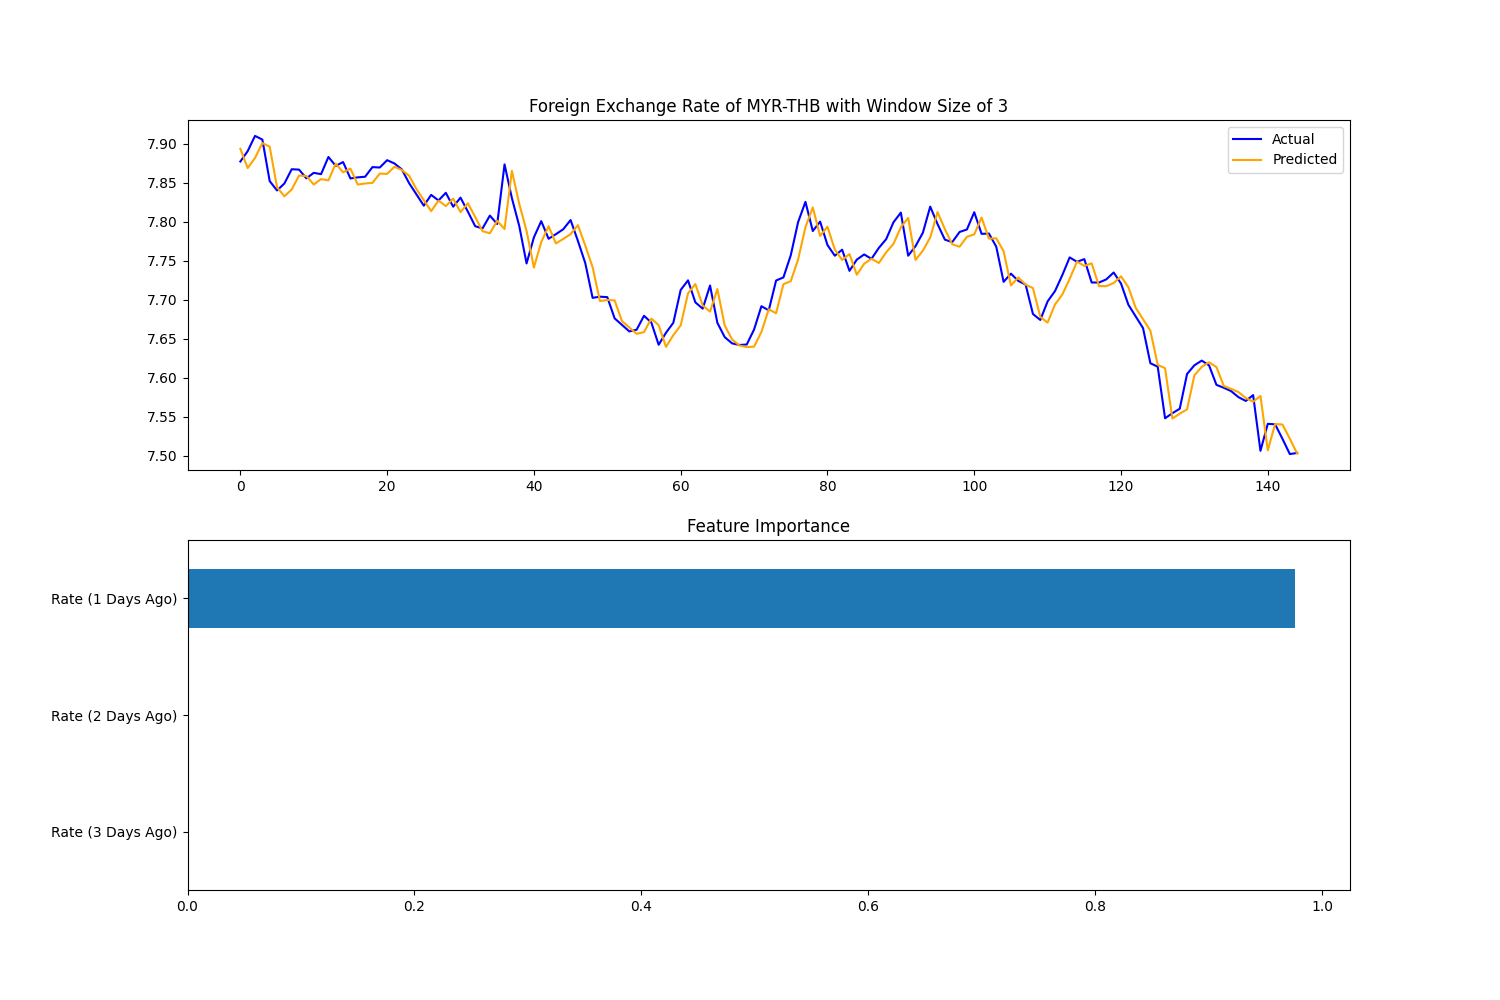 Foreign Exchange Rate of MYR-THB with Window Size of 3
Actual
Predicted
7.90
7.85
7.80
7.75
7.70
7.65
7.60
7.55
7.50
0 20 40 60 80 100 120 140
Feature Importance
Rate (1 Days Ago)
Rate (2 Days Ago)
Rate (3 Days Ago)
0.0 0.2 0.4 0.6 0.8 1.0